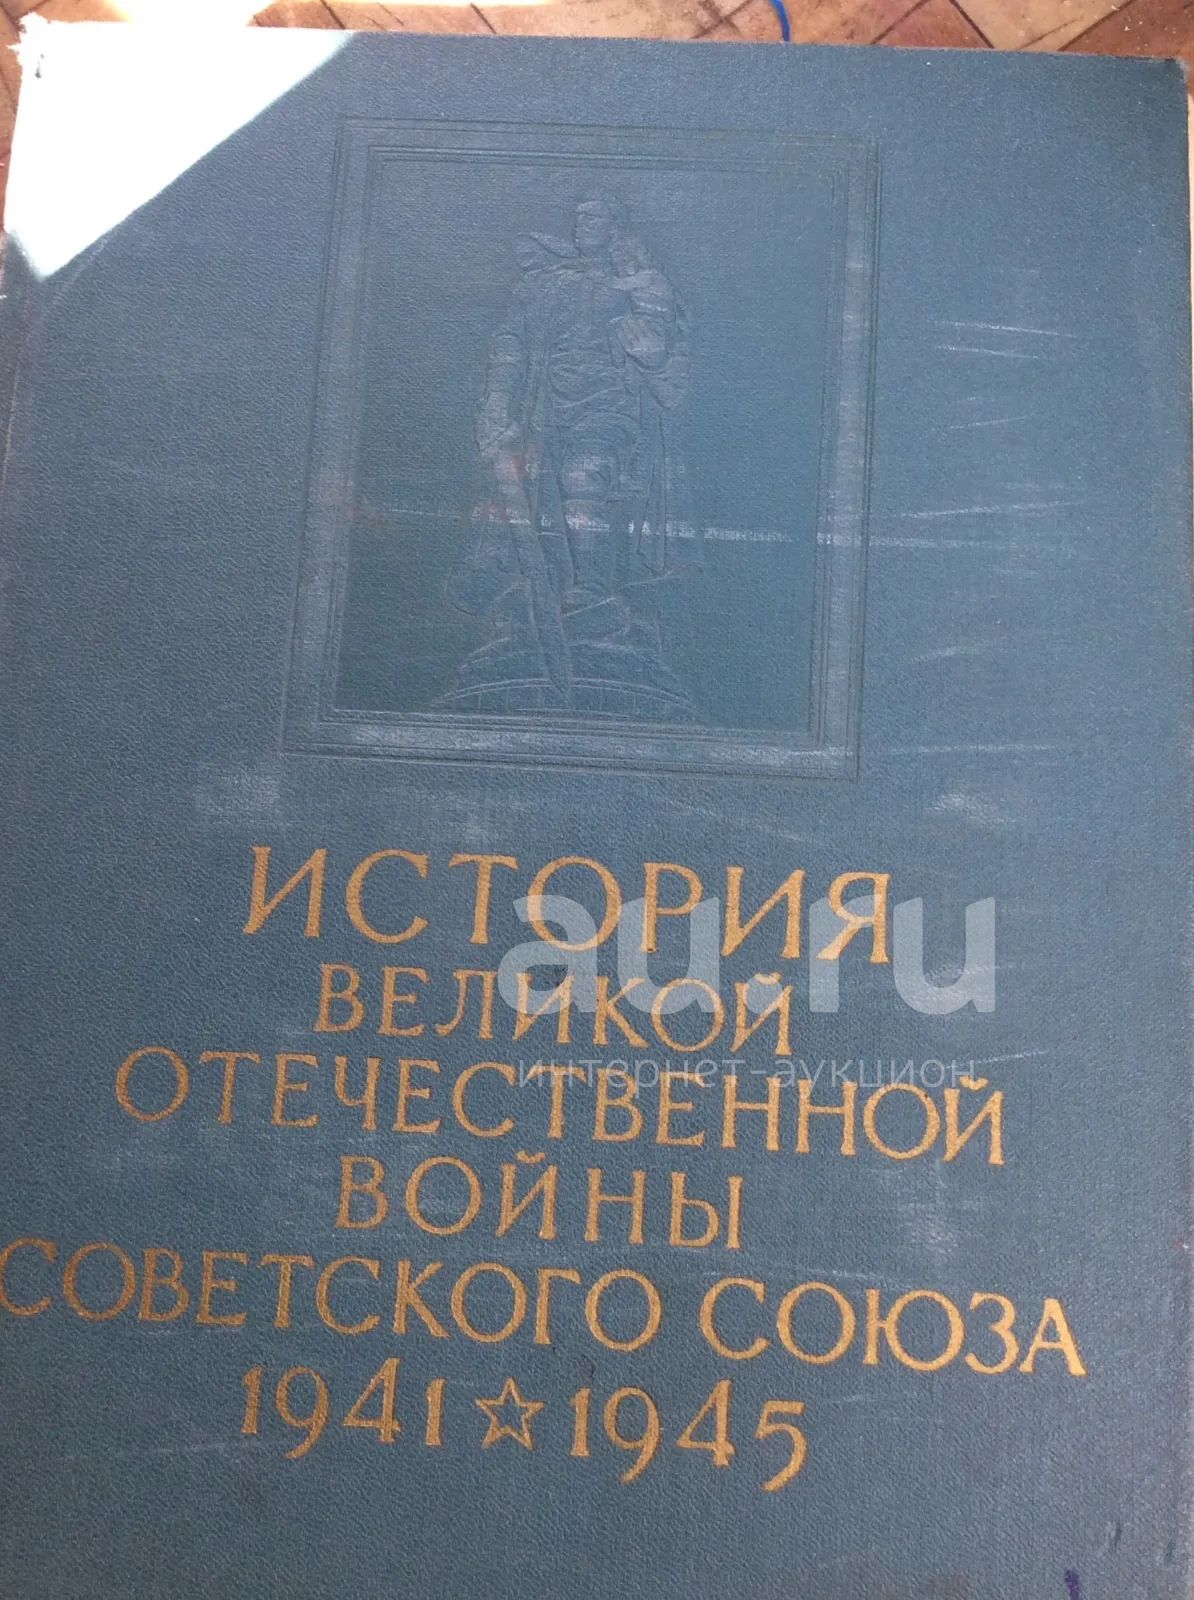 ИСТОРИЯ
ВЕЛИКОЙ
ОТЕЧЕСТВЕННОЙ
ВОЙНЫ
СОВЕТСКОГО СОЮЗА
1941 ☆ 1945
au.ru
интернет-аукцион